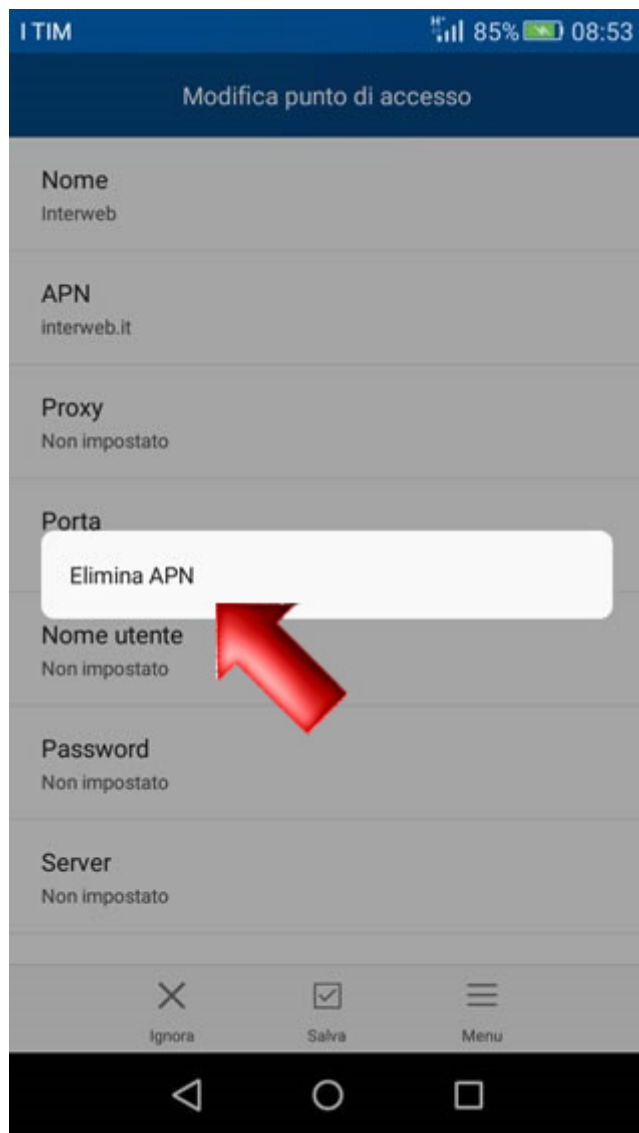 I TIM 85% 08:53
Modifica punto di accesso
Nome
Interweb
APN
interweb.it
Proxy
Non impostato
Porta
Elimina APN
Nome utente
Non impostato
Password
Non impostato
Server
Non impostato
Ignora Salva Menu